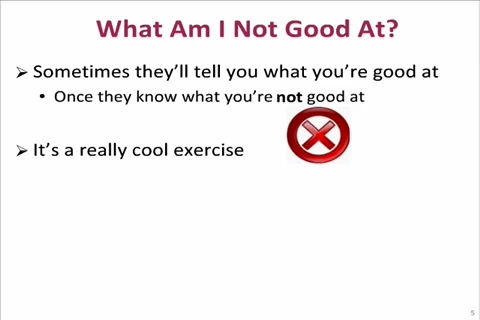 What Am I Not Good At?
➢ Sometimes they'll tell you what you're good at
• Once they know what you're not good at
➢ It's a really cool exercise
5